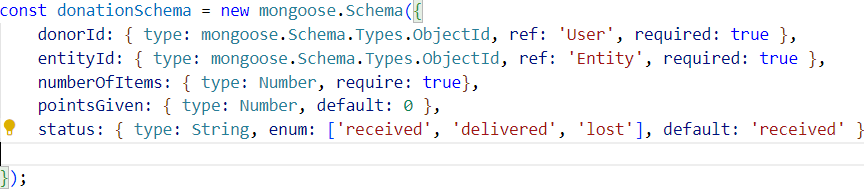 const donationSchema = new mongoose.Schema({
    donorId: { type: mongoose.Schema.Types.ObjectId, ref: 'User', required: true },
    entityId: { type: mongoose.Schema.Types.ObjectId, ref: 'Entity', required: true },
    numberOfItems: { type: Number, require: true},
    pointsGiven: { type: Number, default: 0 },
    status: { type: String, enum: ['received', 'delivered', 'lost'], default: 'received' }
});